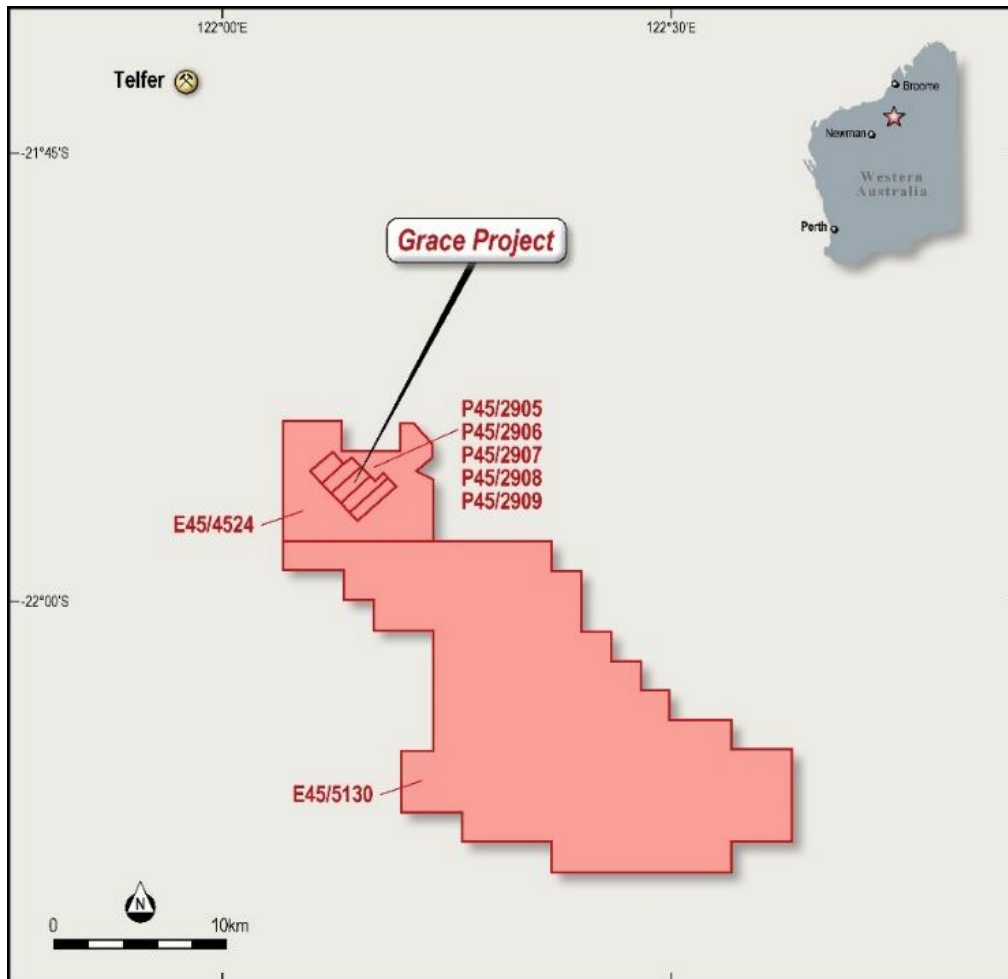 122°00'E
122°30'E
Telfer
Broome
Newman
-21°45'S
Western
Australia
Perth
Grace Project
P45/2905
P45/2906
P45/2907
P45/2908
P45/2909
E45/4524
-22°00'S
E45/5130
N
0
10km